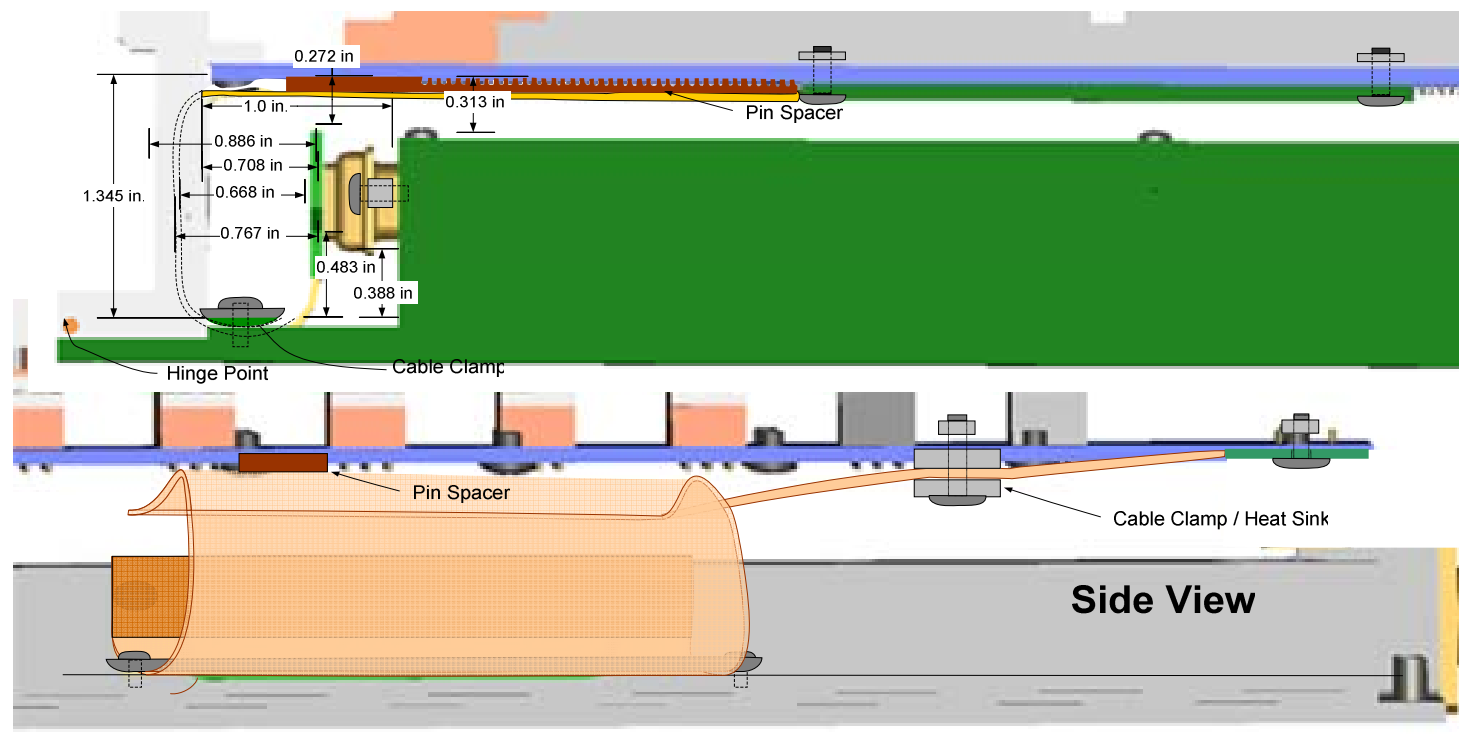 0.272 in
1.0 in.
0.313 in
Pin Spacer
0.886 in
0.708 in
0.668 in
1.345 in.
0.767 in
0.483 in
0.388 in
Cable Clamp
Hinge Point
Pin Spacer
Cable Clamp / Heat Sink
Side View